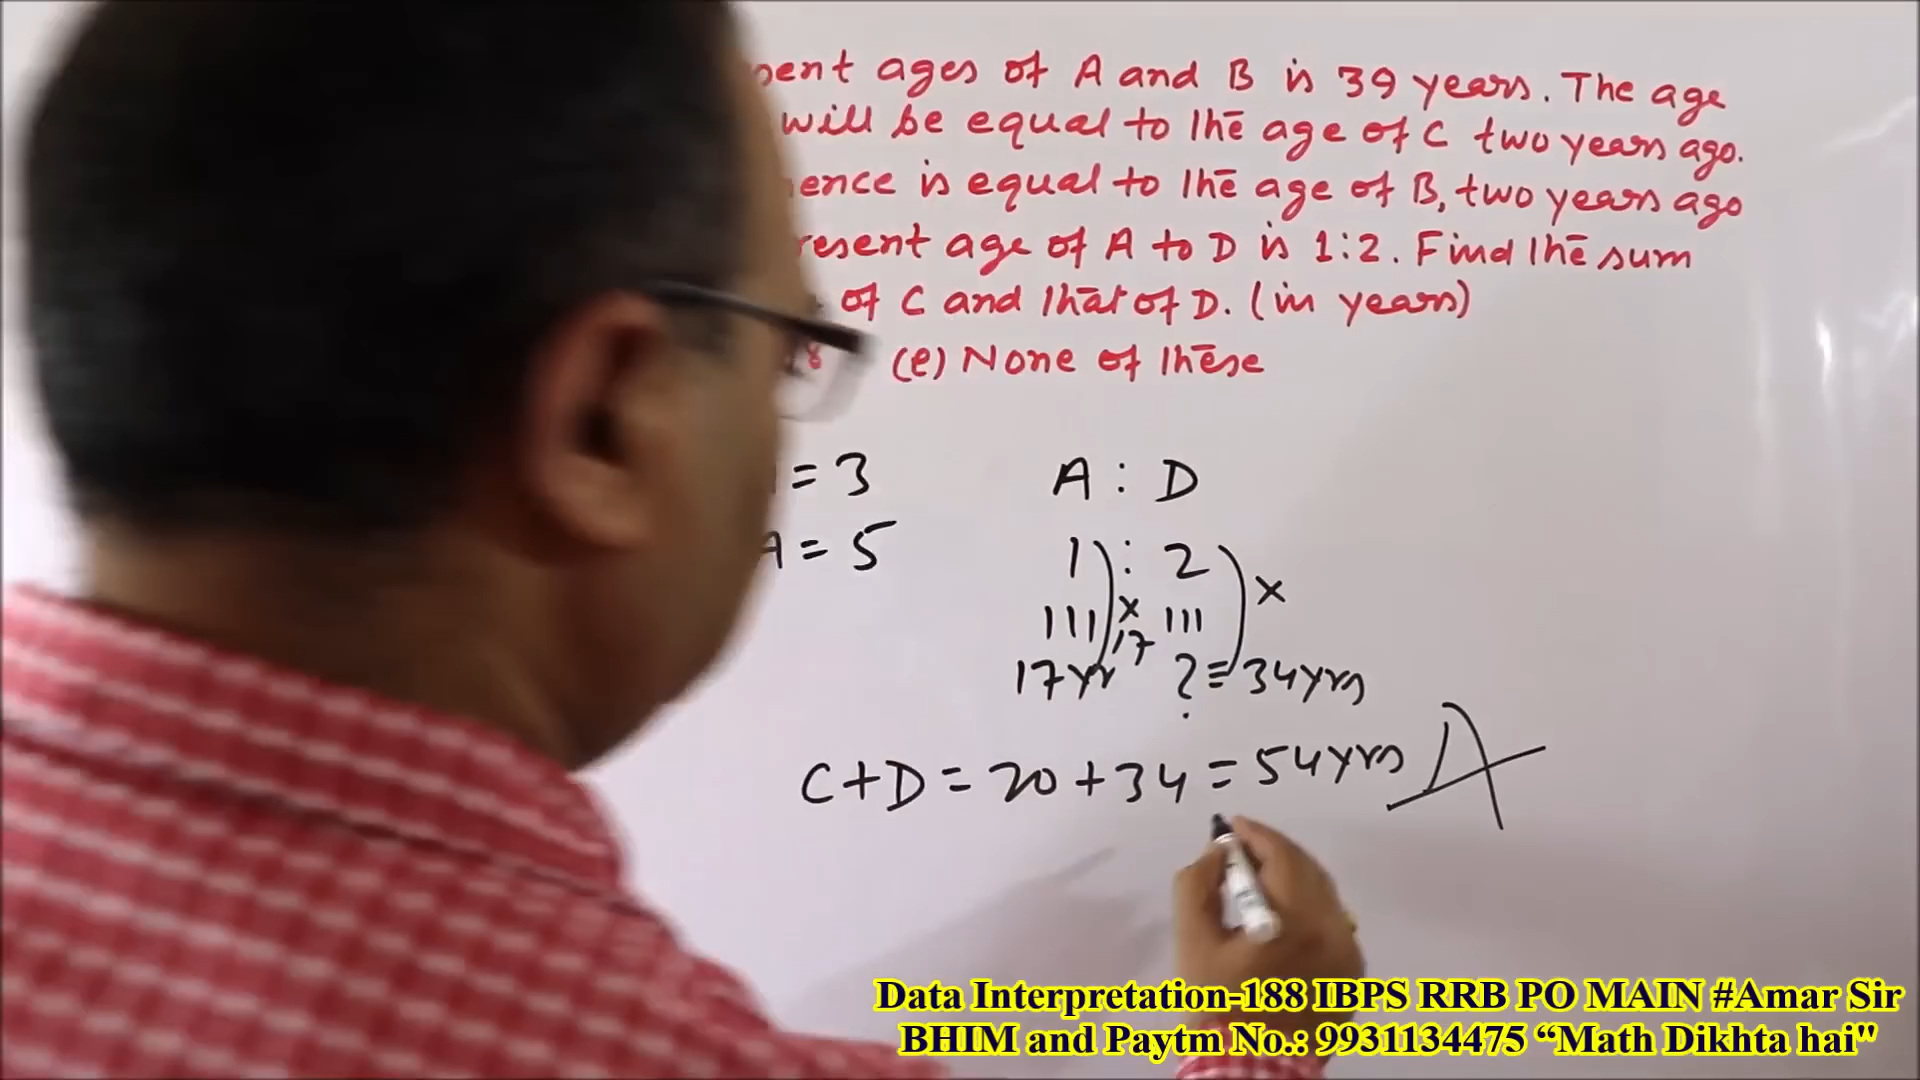 ages of A and B is 39 years. The age
will be equal to the age of C two years ago.
is equal to the age of B, two years ago
age of A to D is 1:2. Find the sum
of C and that of D. (in years)
(e) None of these
= 3
A = 5
A : D
1 : 2
111 x 111 x
17
17yr ? = 34yrs
C+D = 20 + 34 = 54yrs A
Data Interpretation-188 IBPS RRB PO MAIN #Amar Sir
BHIM and Paytm No.: 9931134475 “Math Dikhta hai"